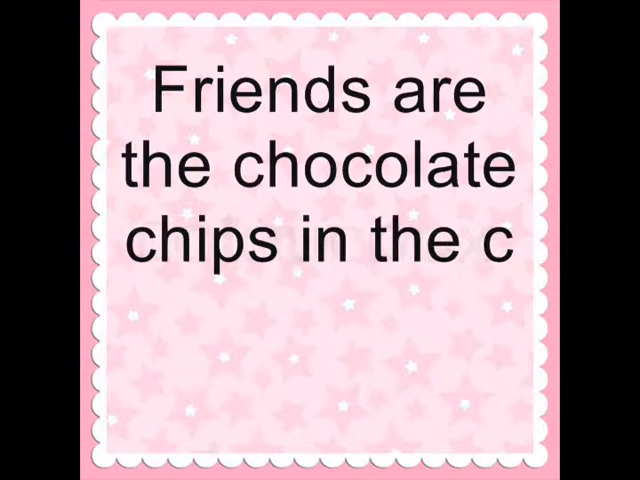 Friends are
the chocolate
chips in the c